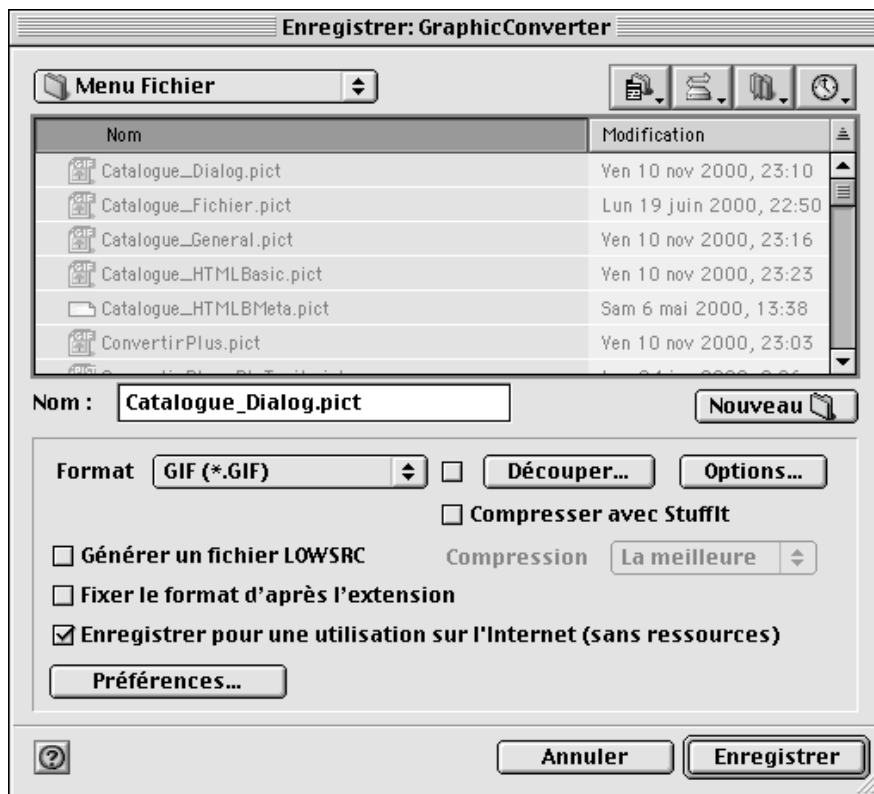 Enregistrer: GraphicConverter
Menu Fichier
Nom Modification
Catalogue_Dialog.pict Ven 10 nov 2000, 23:10
Catalogue_Fichier.pict Lun 19 juin 2000, 22:50
Catalogue_General.pict Ven 10 nov 2000, 23:16
Catalogue_HTMLBasic.pict Ven 10 nov 2000, 23:23
Catalogue_HTMLBMeta.pict Sam 6 mai 2000, 13:38
ConvertirPlus.pict Ven 10 nov 2000, 23:03
Nom : Catalogue_Dialog.pict Nouveau
Format GIF (*.GIF) Découper... Options...
Compresser avec StuffIt
Générer un fichier LOWSRC Compression La meilleure
Fixer le format d'après l'extension
Enregistrer pour une utilisation sur l'Internet (sans ressources)
Préférences...
Annuler Enregistrer